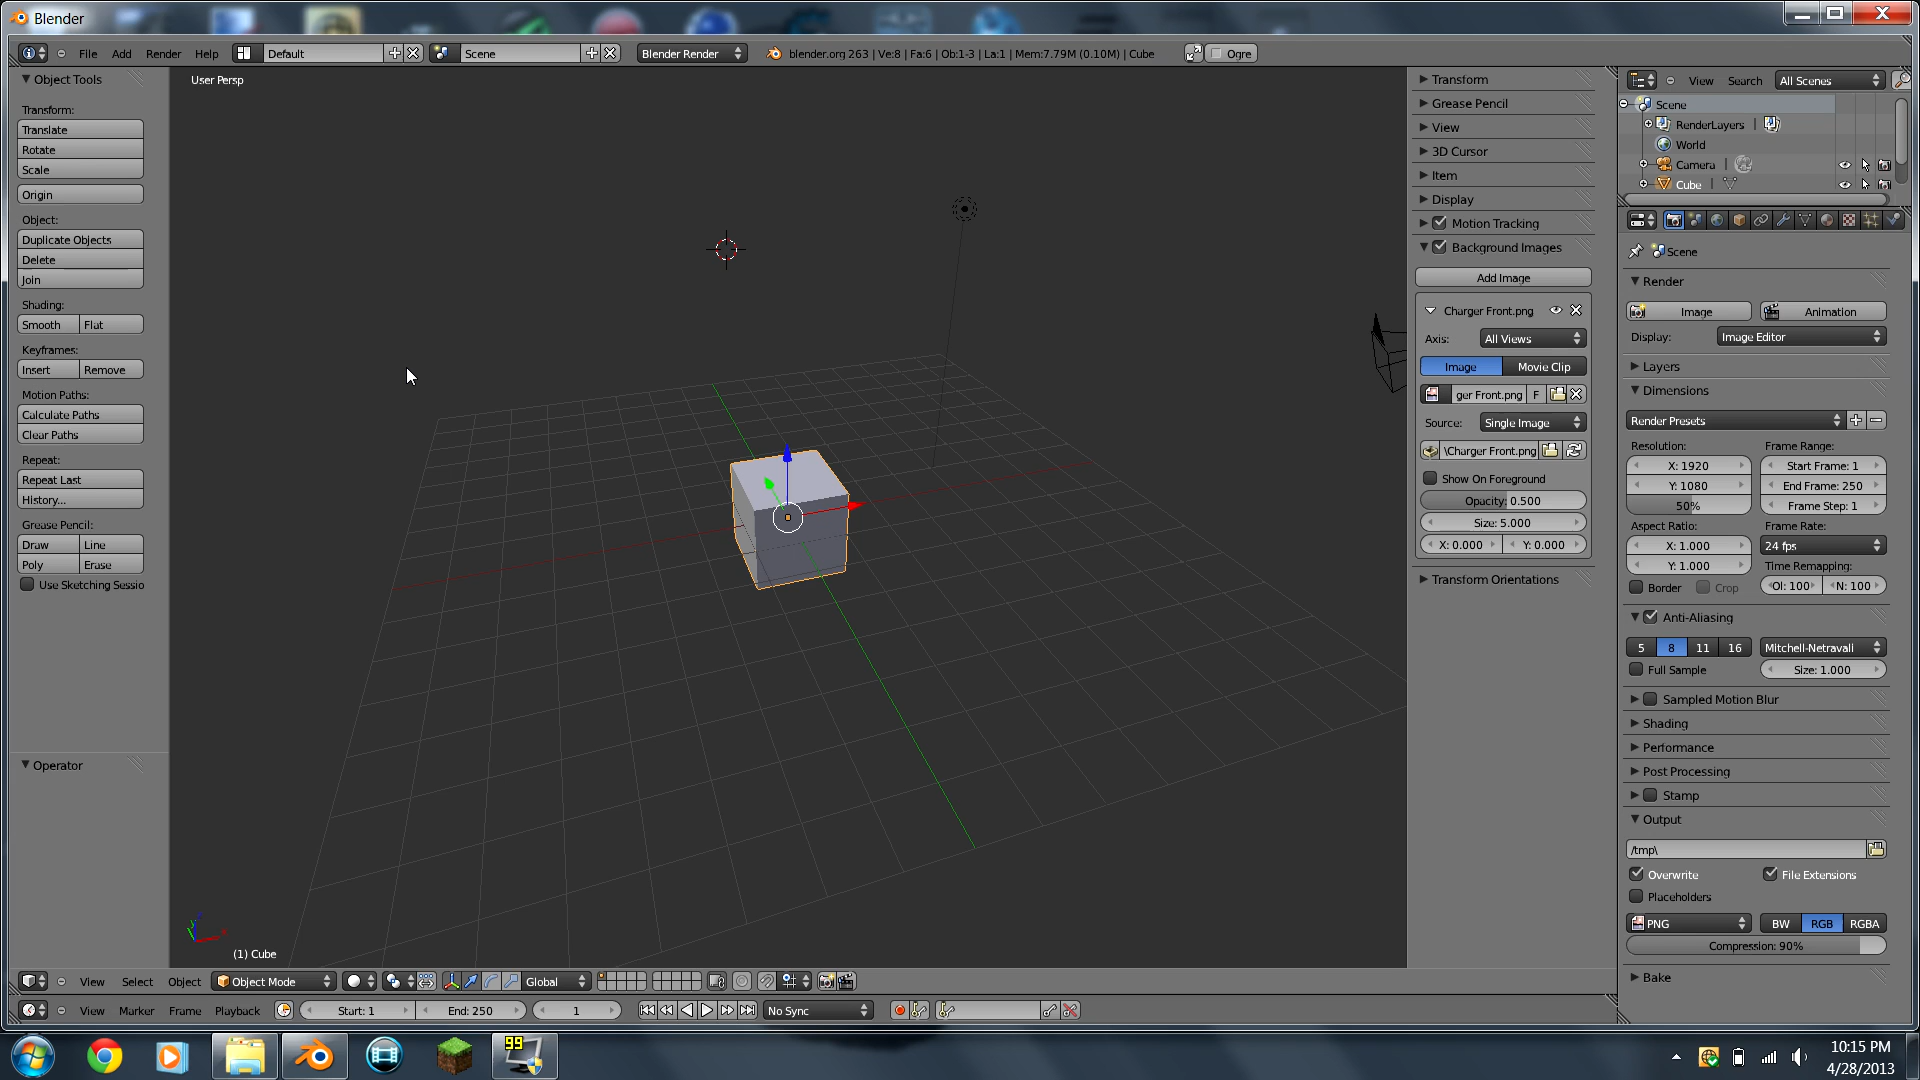 Blender
File Add Render Help Default Scene Blender Render blender.org 263 | Ve:8 | Fa:6 | Ob:1-3 | La:1 | Mem:7.79M (0.10M) | Cube Ogre
Object Tools
Transform:
Translate
Rotate
Scale
Origin
Object:
Duplicate Objects
Delete
Join
Shading:
Smooth Flat
Keyframes:
Insert Remove
Motion Paths:
Calculate Paths
Clear Paths
Repeat:
Repeat Last
History...
Grease Pencil:
Draw Line
Poly Erase
Use Sketching Sessio
Operator
User Persp
(1) Cube
Transform
Grease Pencil
View
3D Cursor
Item
Display
Motion Tracking
Background Images
Add Image
Charger Front.png
Axis: All Views
Image Movie Clip
ger Front.png F
Source: Single Image
\Charger Front.png
Show On Foreground
Opacity: 0.500
Size: 5.000
X: 0.000 Y: 0.000
Transform Orientations
View Search All Scenes
Scene
RenderLayers |
World
Camera |
Cube |
Scene
Render
Image Animation
Display: Image Editor
Layers
Dimensions
Render Presets
Resolution: Frame Range:
X: 1920 Start Frame: 1
Y: 1080 End Frame: 250
50% Frame Step: 1
Aspect Ratio: Frame Rate:
X: 1.000 24 fps
Y: 1.000 Time Remapping:
Border Crop Ol: 100 N: 100
Anti-Aliasing
5 8 11 16 Mitchell-Netravali
Full Sample Size: 1.000
Sampled Motion Blur
Shading
Performance
Post Processing
Stamp
Output
/tmp\
Overwrite File Extensions
Placeholders
PNG BW RGB RGBA
Compression: 90%
Bake
View Select Object Object Mode Global
View Marker Frame Playback Start: 1 End: 250 1 No Sync
99
10:15 PM
4/28/2013